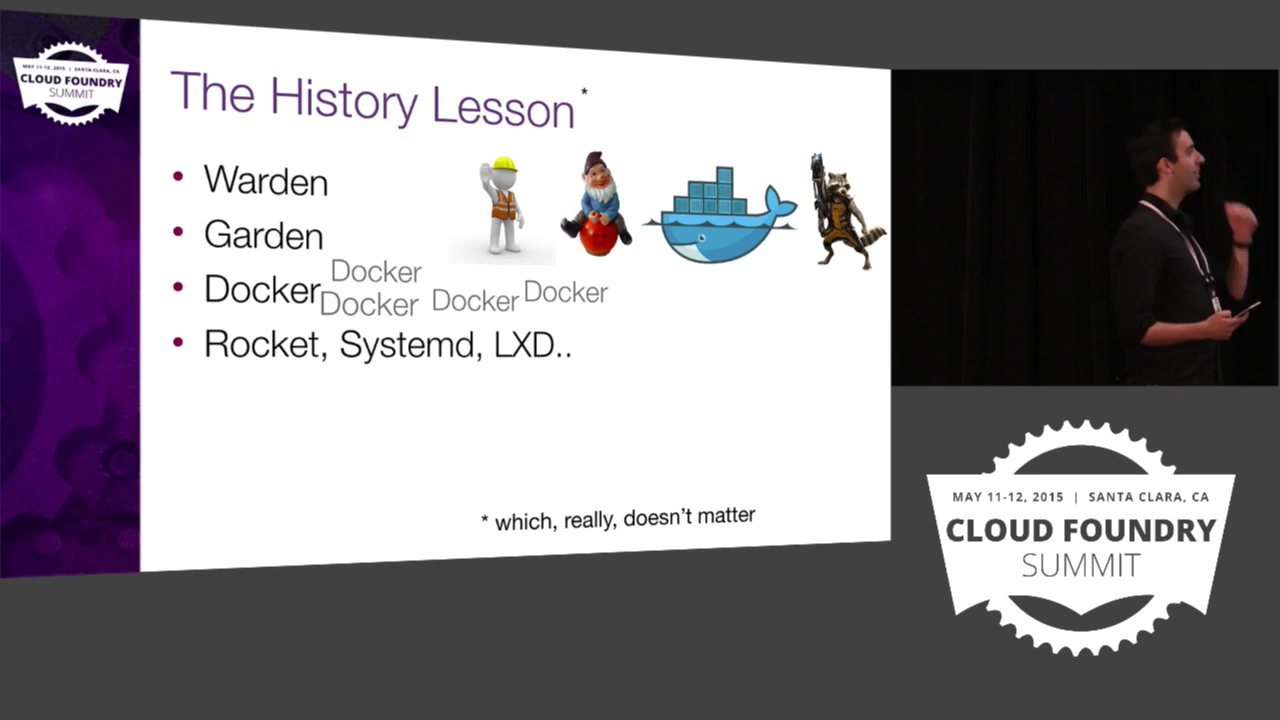 MAY 11-12, 2015 | SANTA CLARA, CA
CLOUD FOUNDRY
SUMMIT
The History Lesson*
• Warden
• Garden
• Docker Docker Docker Docker Docker
• Rocket, Systemd, LXD..
* which, really, doesn't matter
MAY 11-12, 2015 | SANTA CLARA, CA
CLOUD FOUNDRY
SUMMIT